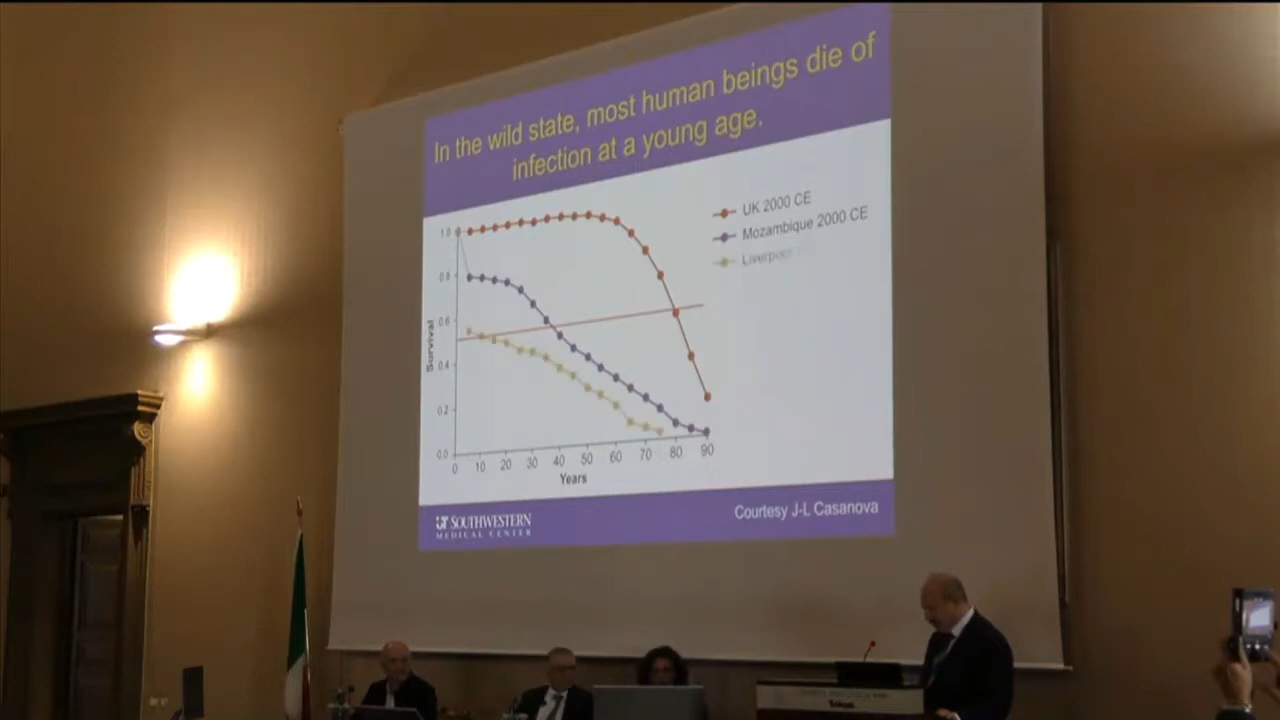 In the wild state, most human beings die of
infection at a young age.
UK 2000 CE
Mozambique 2000 CE
Liverpool
1.0
0.8
0.6
0.4
0.2
0.0
Survival
0 10 20 30 40 50 60 70 80 90
Years
UT SOUTHWESTERN
MEDICAL CENTER
Courtesy J-L Casanova